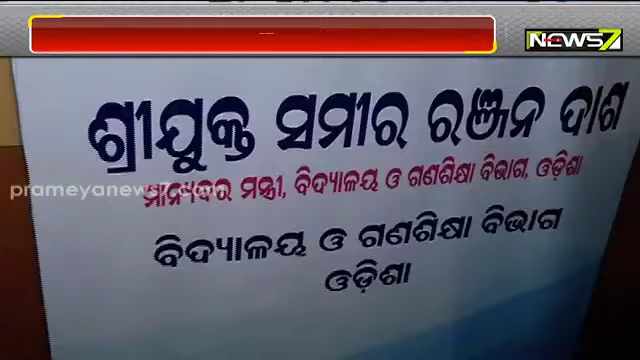 NEWS7
ଶ୍ରୀଯୁକ୍ତ ସମୀର ରଞ୍ଜନ ଦାଶ
prameyanews7.com
ମାନ୍ୟବର ମନ୍ତ୍ରୀ, ବିଦ୍ୟାଳୟ ଓ ଗଣଶିକ୍ଷା ବିଭାଗ, ଓଡ଼ିଶା
ବିଦ୍ୟାଳୟ ଓ ଗଣଶିକ୍ଷା ବିଭାଗ
ଓଡ଼ିଶା